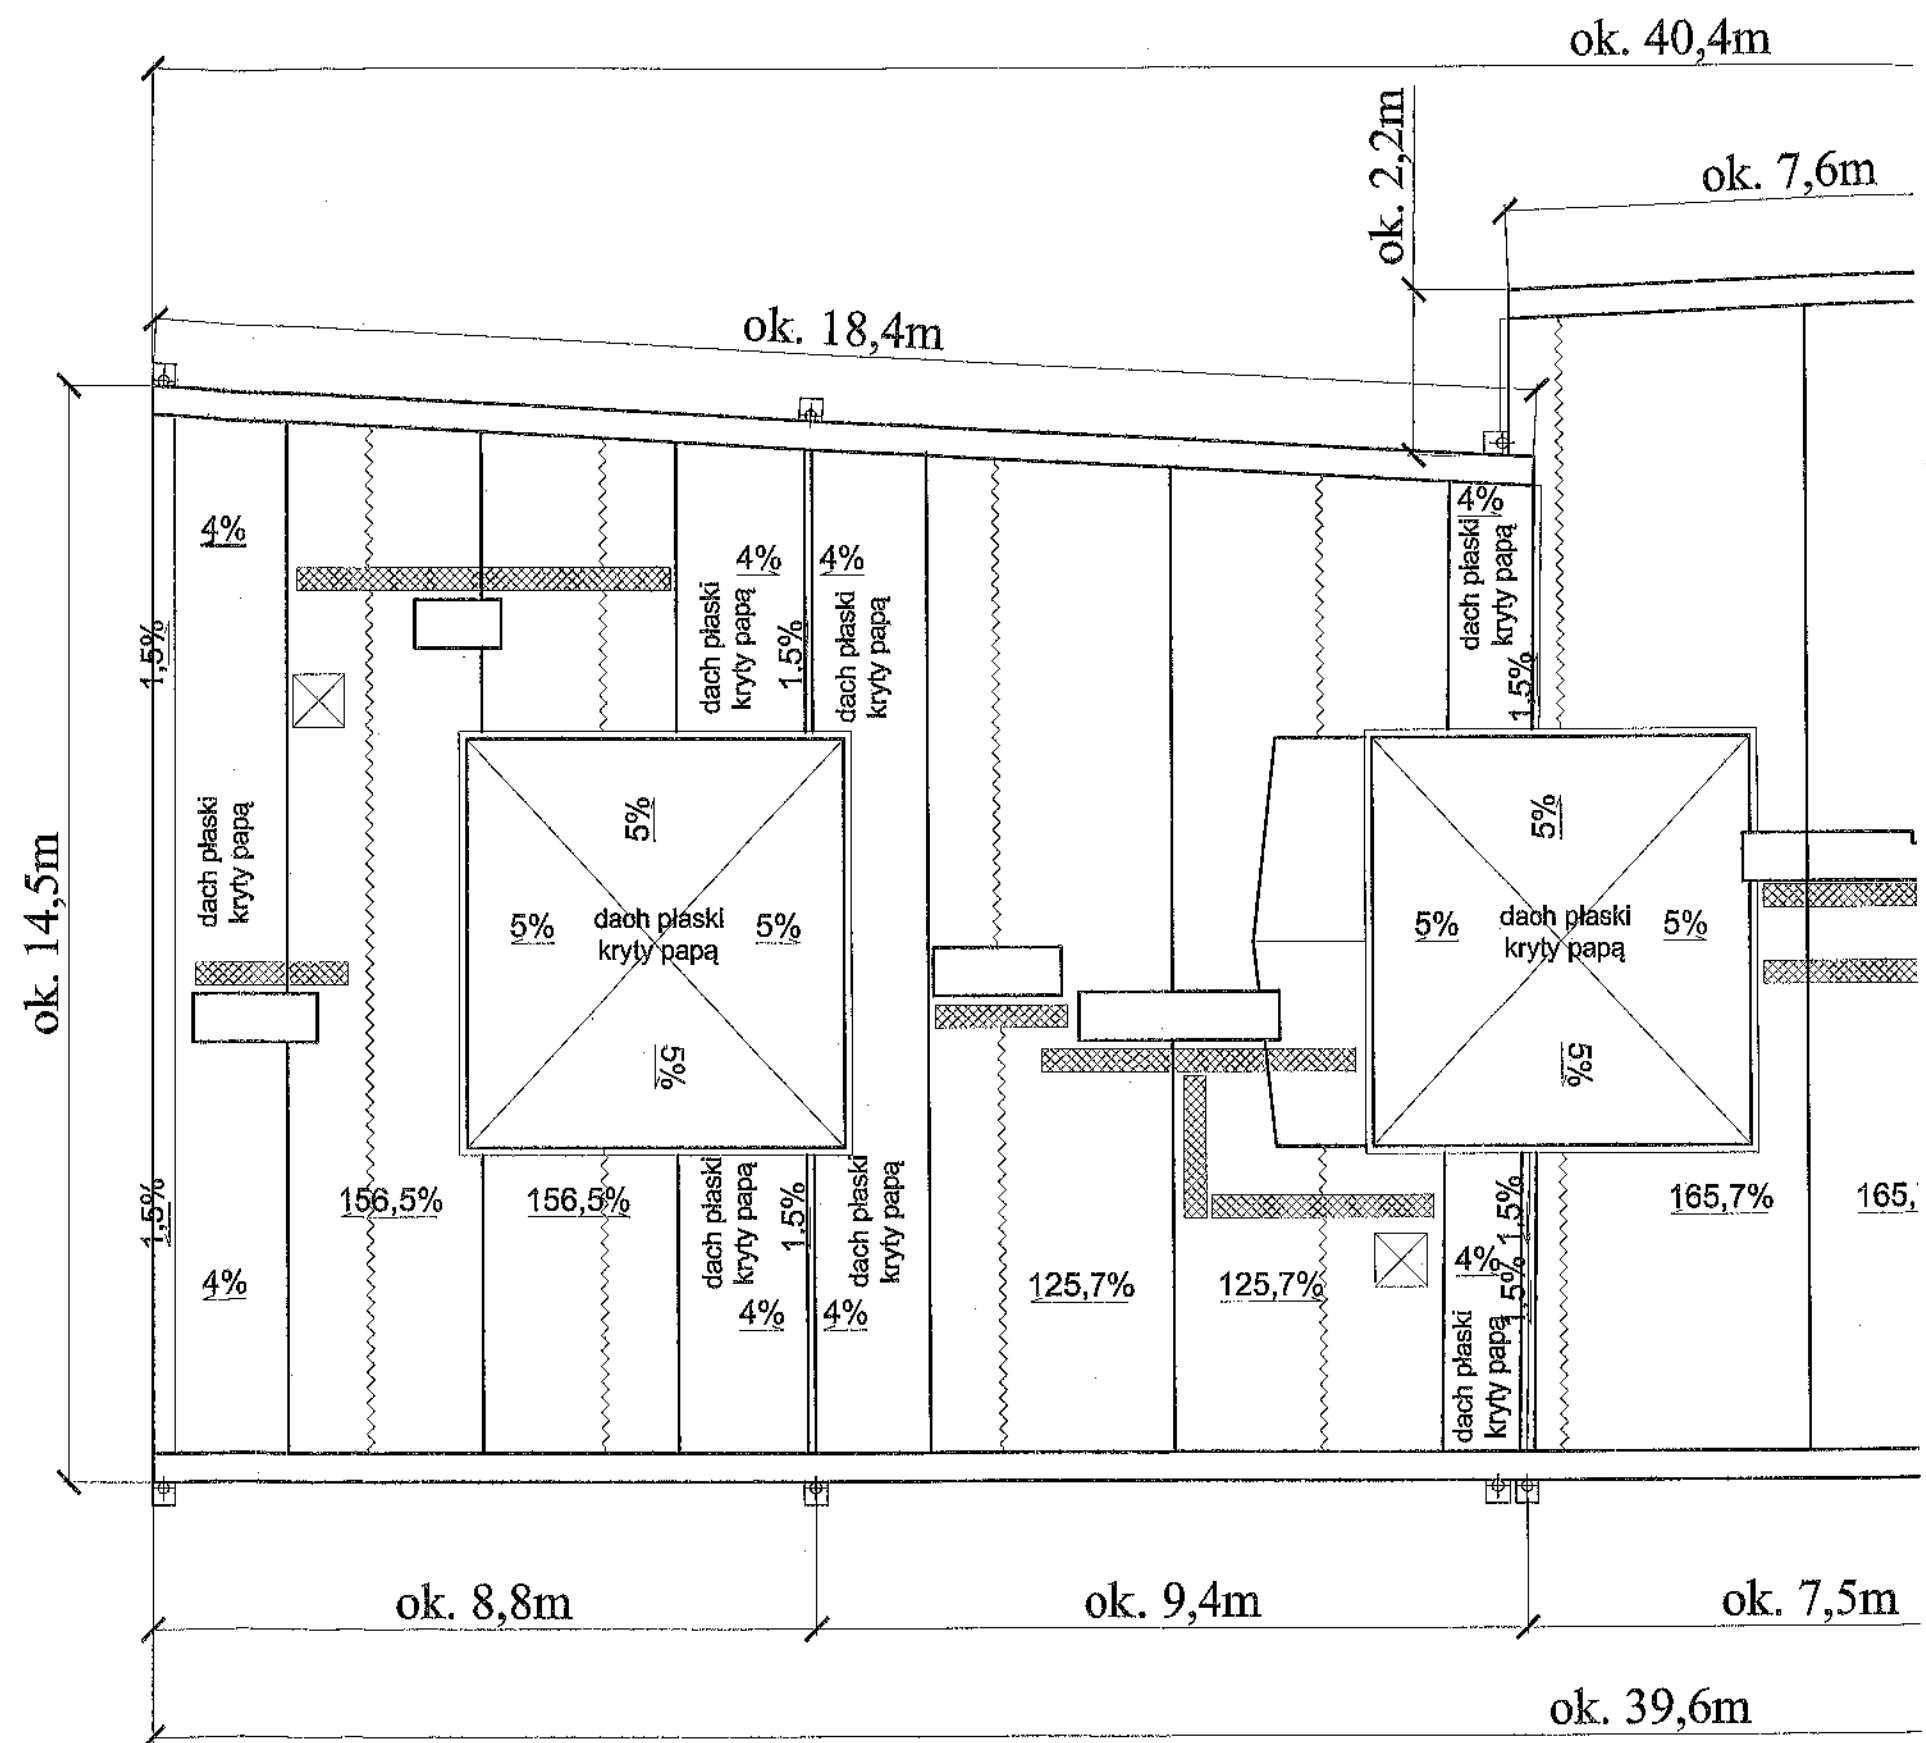 ok. 40,4m
ok. 2,2m
ok. 7,6m
ok. 18,4m
4%
4%
dach płaski
kryty papą
4%
4%
dach płaski
kryty papą
dach płaski
kryty papą
1,5%
1,5%
1,5%
dach płaski
kryty papą
ok. 14,5m
5%
5%
dach płaski
kryty papą
5%
5%
5%
5%
dach płaski
kryty papą
5%
5%
1,5%
156,5%
156,5%
dach płaski
kryty papą
1,5%
dach płaski
kryty papą
1,5%
165,7%
165,
4%
4%
4%
125,7%
125,7%
4%
1,5%
dach płaski
kryty papą
ok. 8,8m
ok. 9,4m
ok. 7,5m
ok. 39,6m